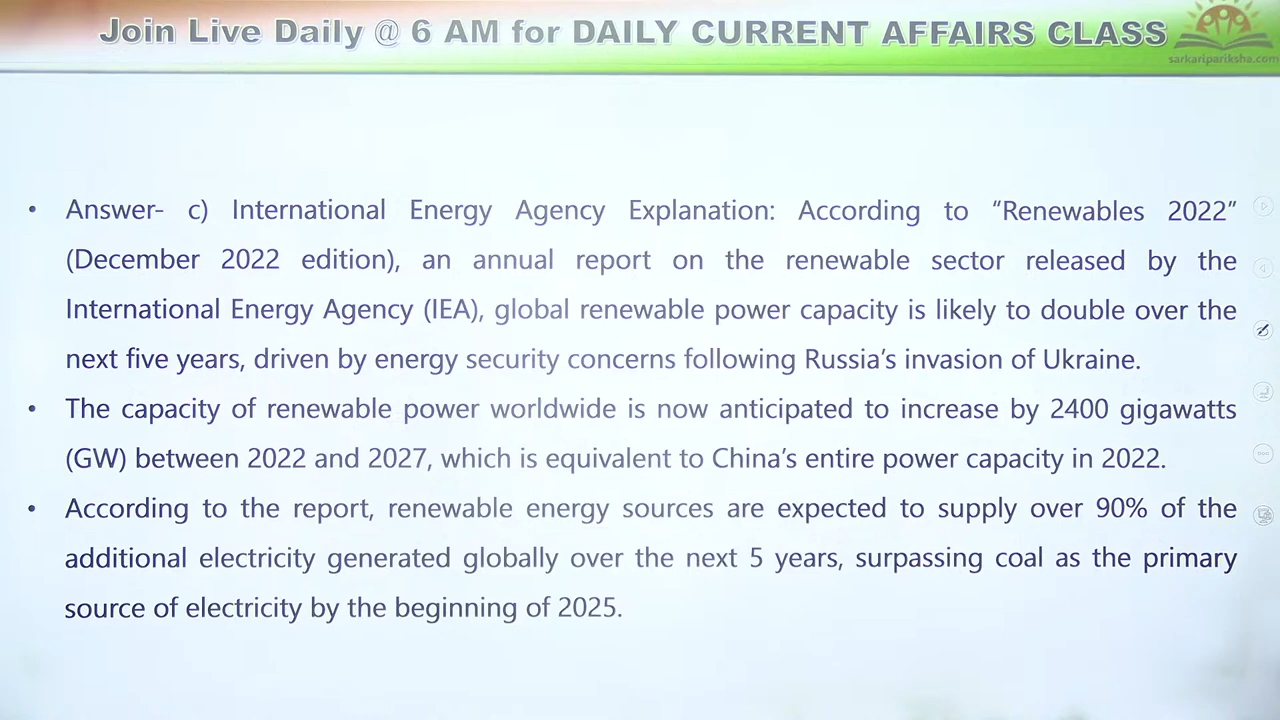 Join Live Daily @ 6 AM for DAILY CURRENT AFFAIRS CLASS
sarkaripariksha.com
• Answer- c) International Energy Agency Explanation: According to “Renewables 2022”
(December 2022 edition), an annual report on the renewable sector released by the
International Energy Agency (IEA), global renewable power capacity is likely to double over the
next five years, driven by energy security concerns following Russia’s invasion of Ukraine.
• The capacity of renewable power worldwide is now anticipated to increase by 2400 gigawatts
(GW) between 2022 and 2027, which is equivalent to China’s entire power capacity in 2022.
• According to the report, renewable energy sources are expected to supply over 90% of the
additional electricity generated globally over the next 5 years, surpassing coal as the primary
source of electricity by the beginning of 2025.